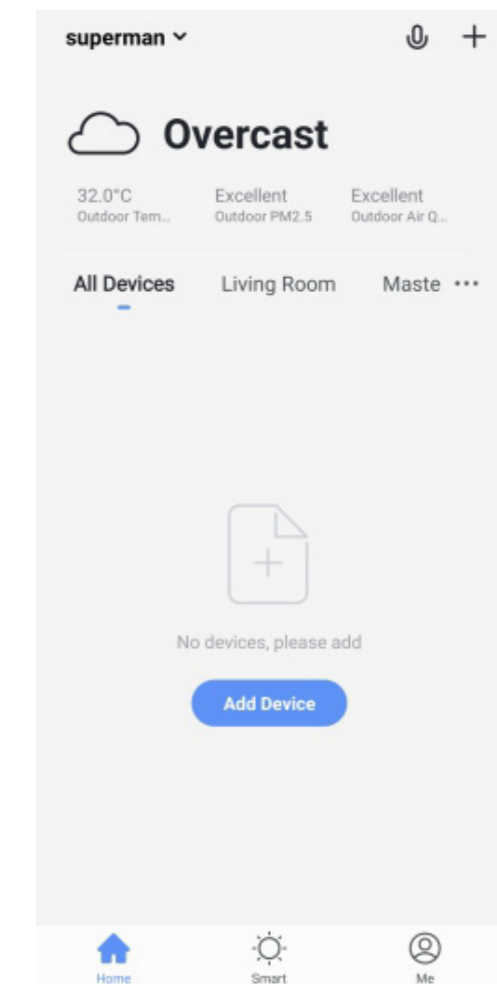 superman
Overcast
32.0°C Excellent Excellent
Outdoor Tem... Outdoor PM2.5 Outdoor Air Q...
All Devices Living Room Maste ···
No devices, please add
Add Device
Home Smart Me